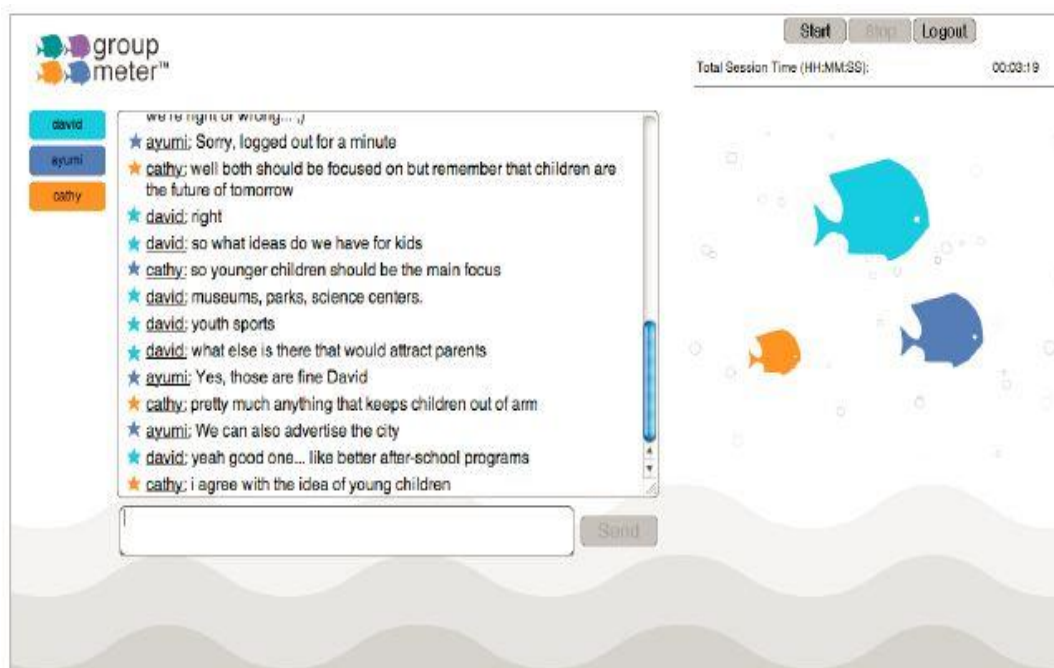 group
meter™
Start Stop Logout
Total Session Time (HH:MM:SS): 00:03:19
david
ayumi
cathy
we're right or wrong... ;)
ayumi: Sorry, logged out for a minute
cathy: well both should be focused on but remember that children are
the future of tomorrow
david: right
david: so what ideas do we have for kids
cathy: so younger children should be the main focus
david: museums, parks, science centers.
david: youth sports
david: what else is there that would attract parents
ayumi: Yes, those are fine David
cathy: pretty much anything that keeps children out of arm
ayumi: We can also advertise the city
david: yeah good one... like better after-school programs
cathy: i agree with the idea of young children
Send